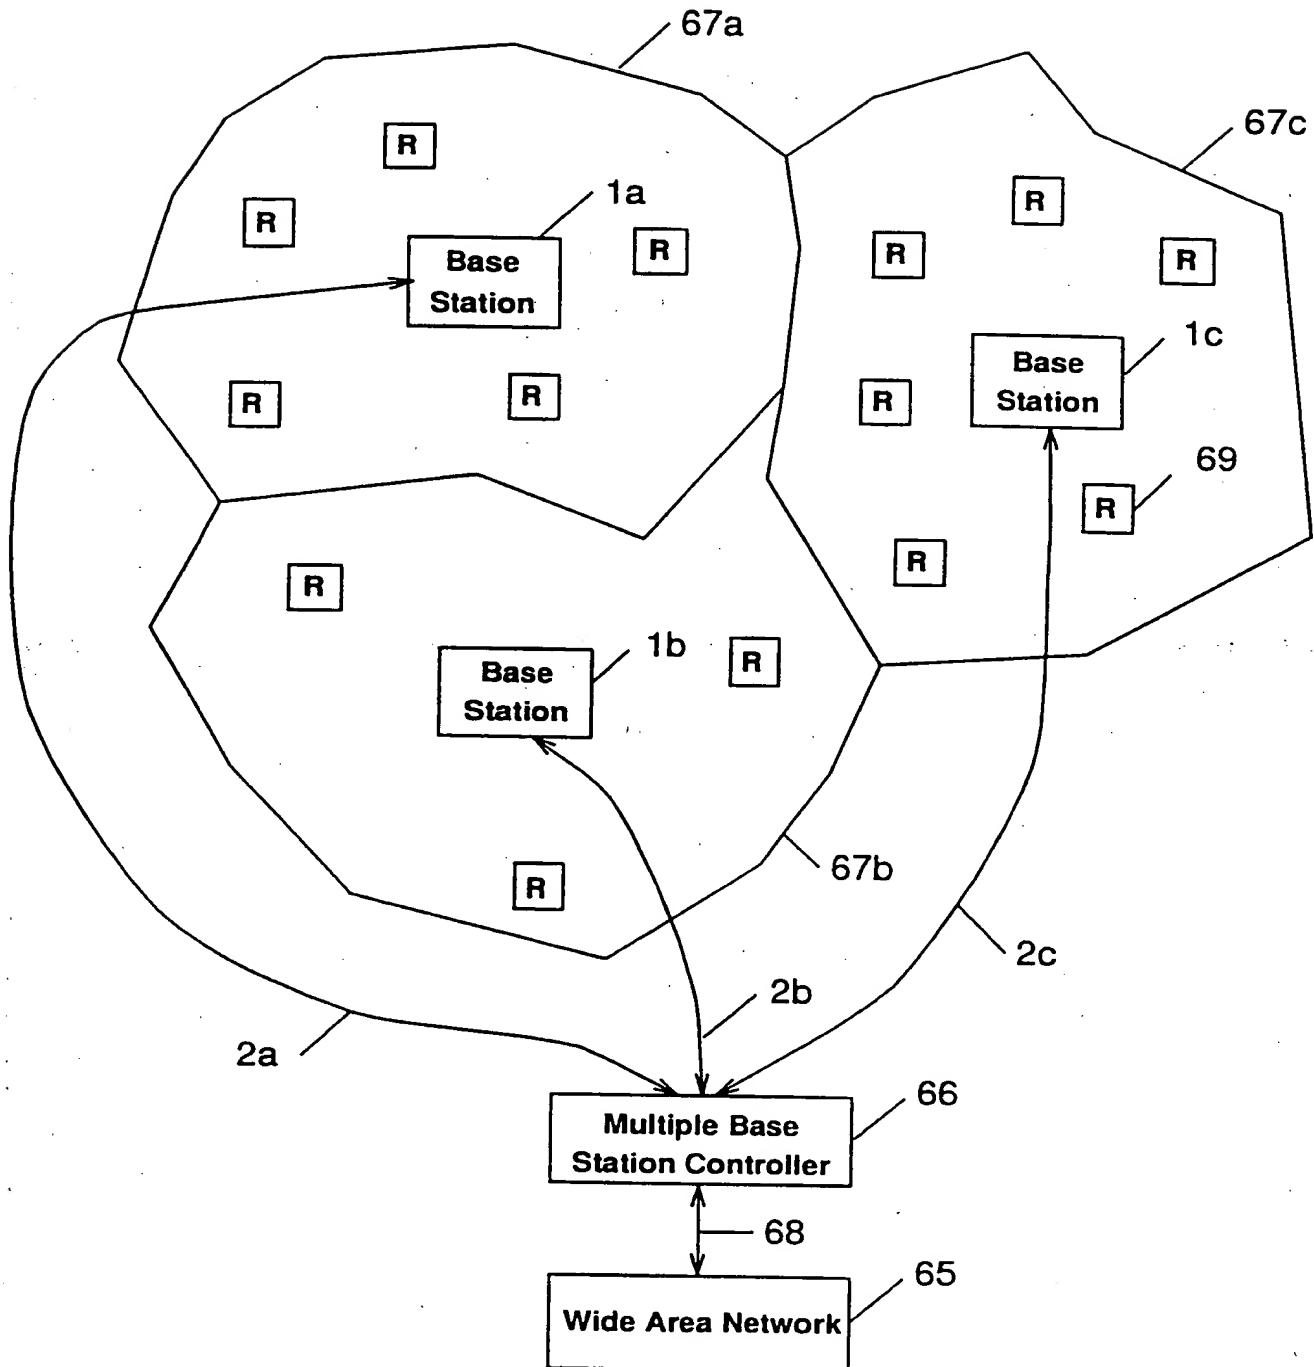 67a
67c
R
R
1a
R
Base
Station
R
R
R
R
R
R
1c
Base
Station
R
69
R
R
R
1b
Base
Station
R
67b
R
2c
2b
2a
66
Multiple Base
Station Controller
68
65
Wide Area Network